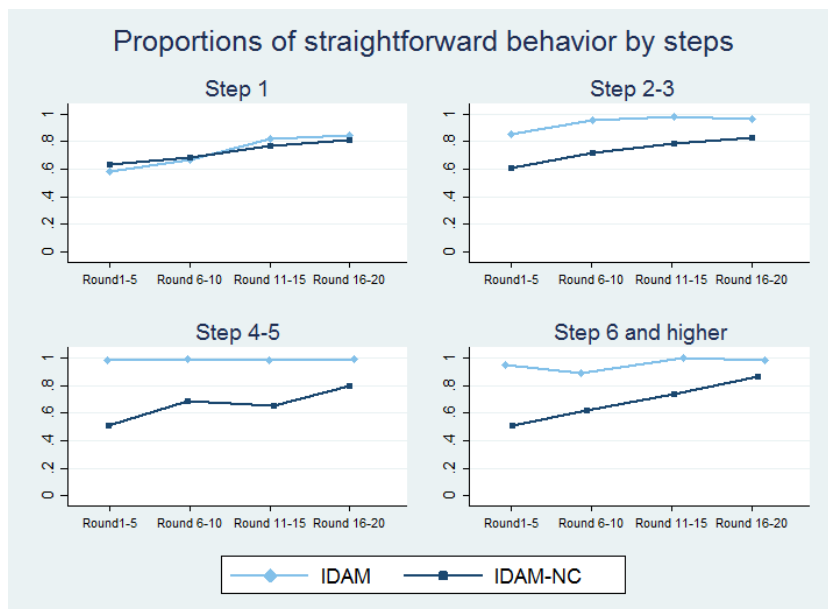 Proportions of straightforward behavior by steps
Step 1
1
.8
.6
.4
.2
0
Round1-5 Round 6-10 Round 11-15 Round 16-20
Step 2-3
1
.8
.6
.4
.2
0
Round1-5 Round 6-10 Round 11-15 Round 16-20
Step 4-5
1
.8
.6
.4
.2
0
Round1-5 Round 6-10 Round 11-15 Round 16-20
Step 6 and higher
1
.8
.6
.4
.2
0
Round1-5 Round 6-10 Round 11-15 Round 16-20
IDAM IDAM-NC